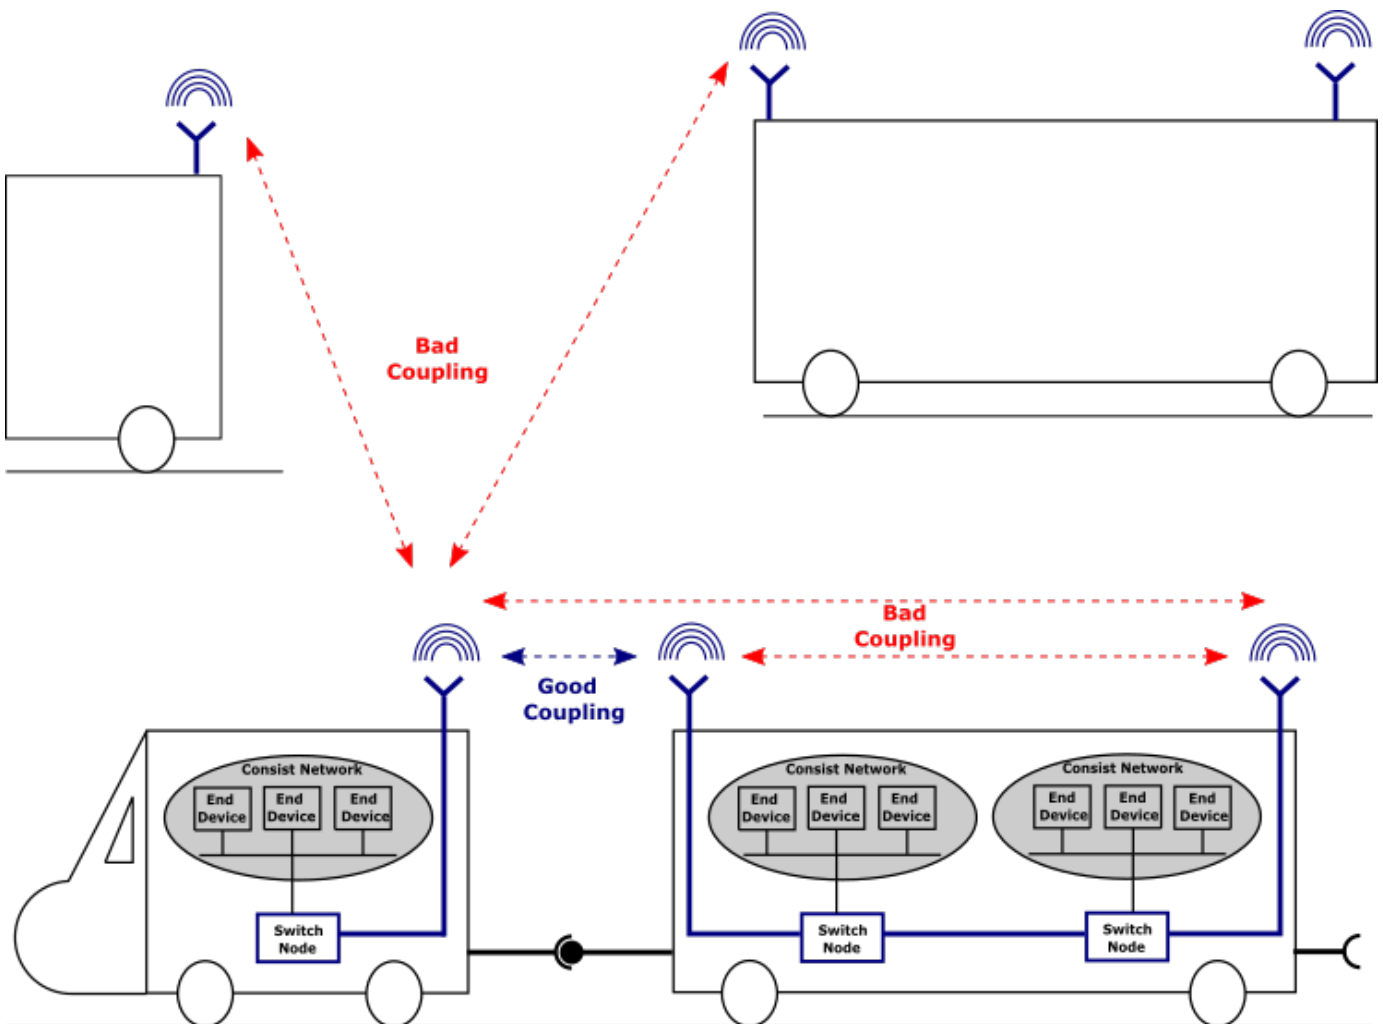 Bad
Coupling
Bad
Coupling
Good
Coupling
Consist Network
End
Device
End
Device
End
Device
Switch
Node
Consist Network
End
Device
End
Device
End
Device
Switch
Node
Consist Network
End
Device
End
Device
End
Device
Switch
Node